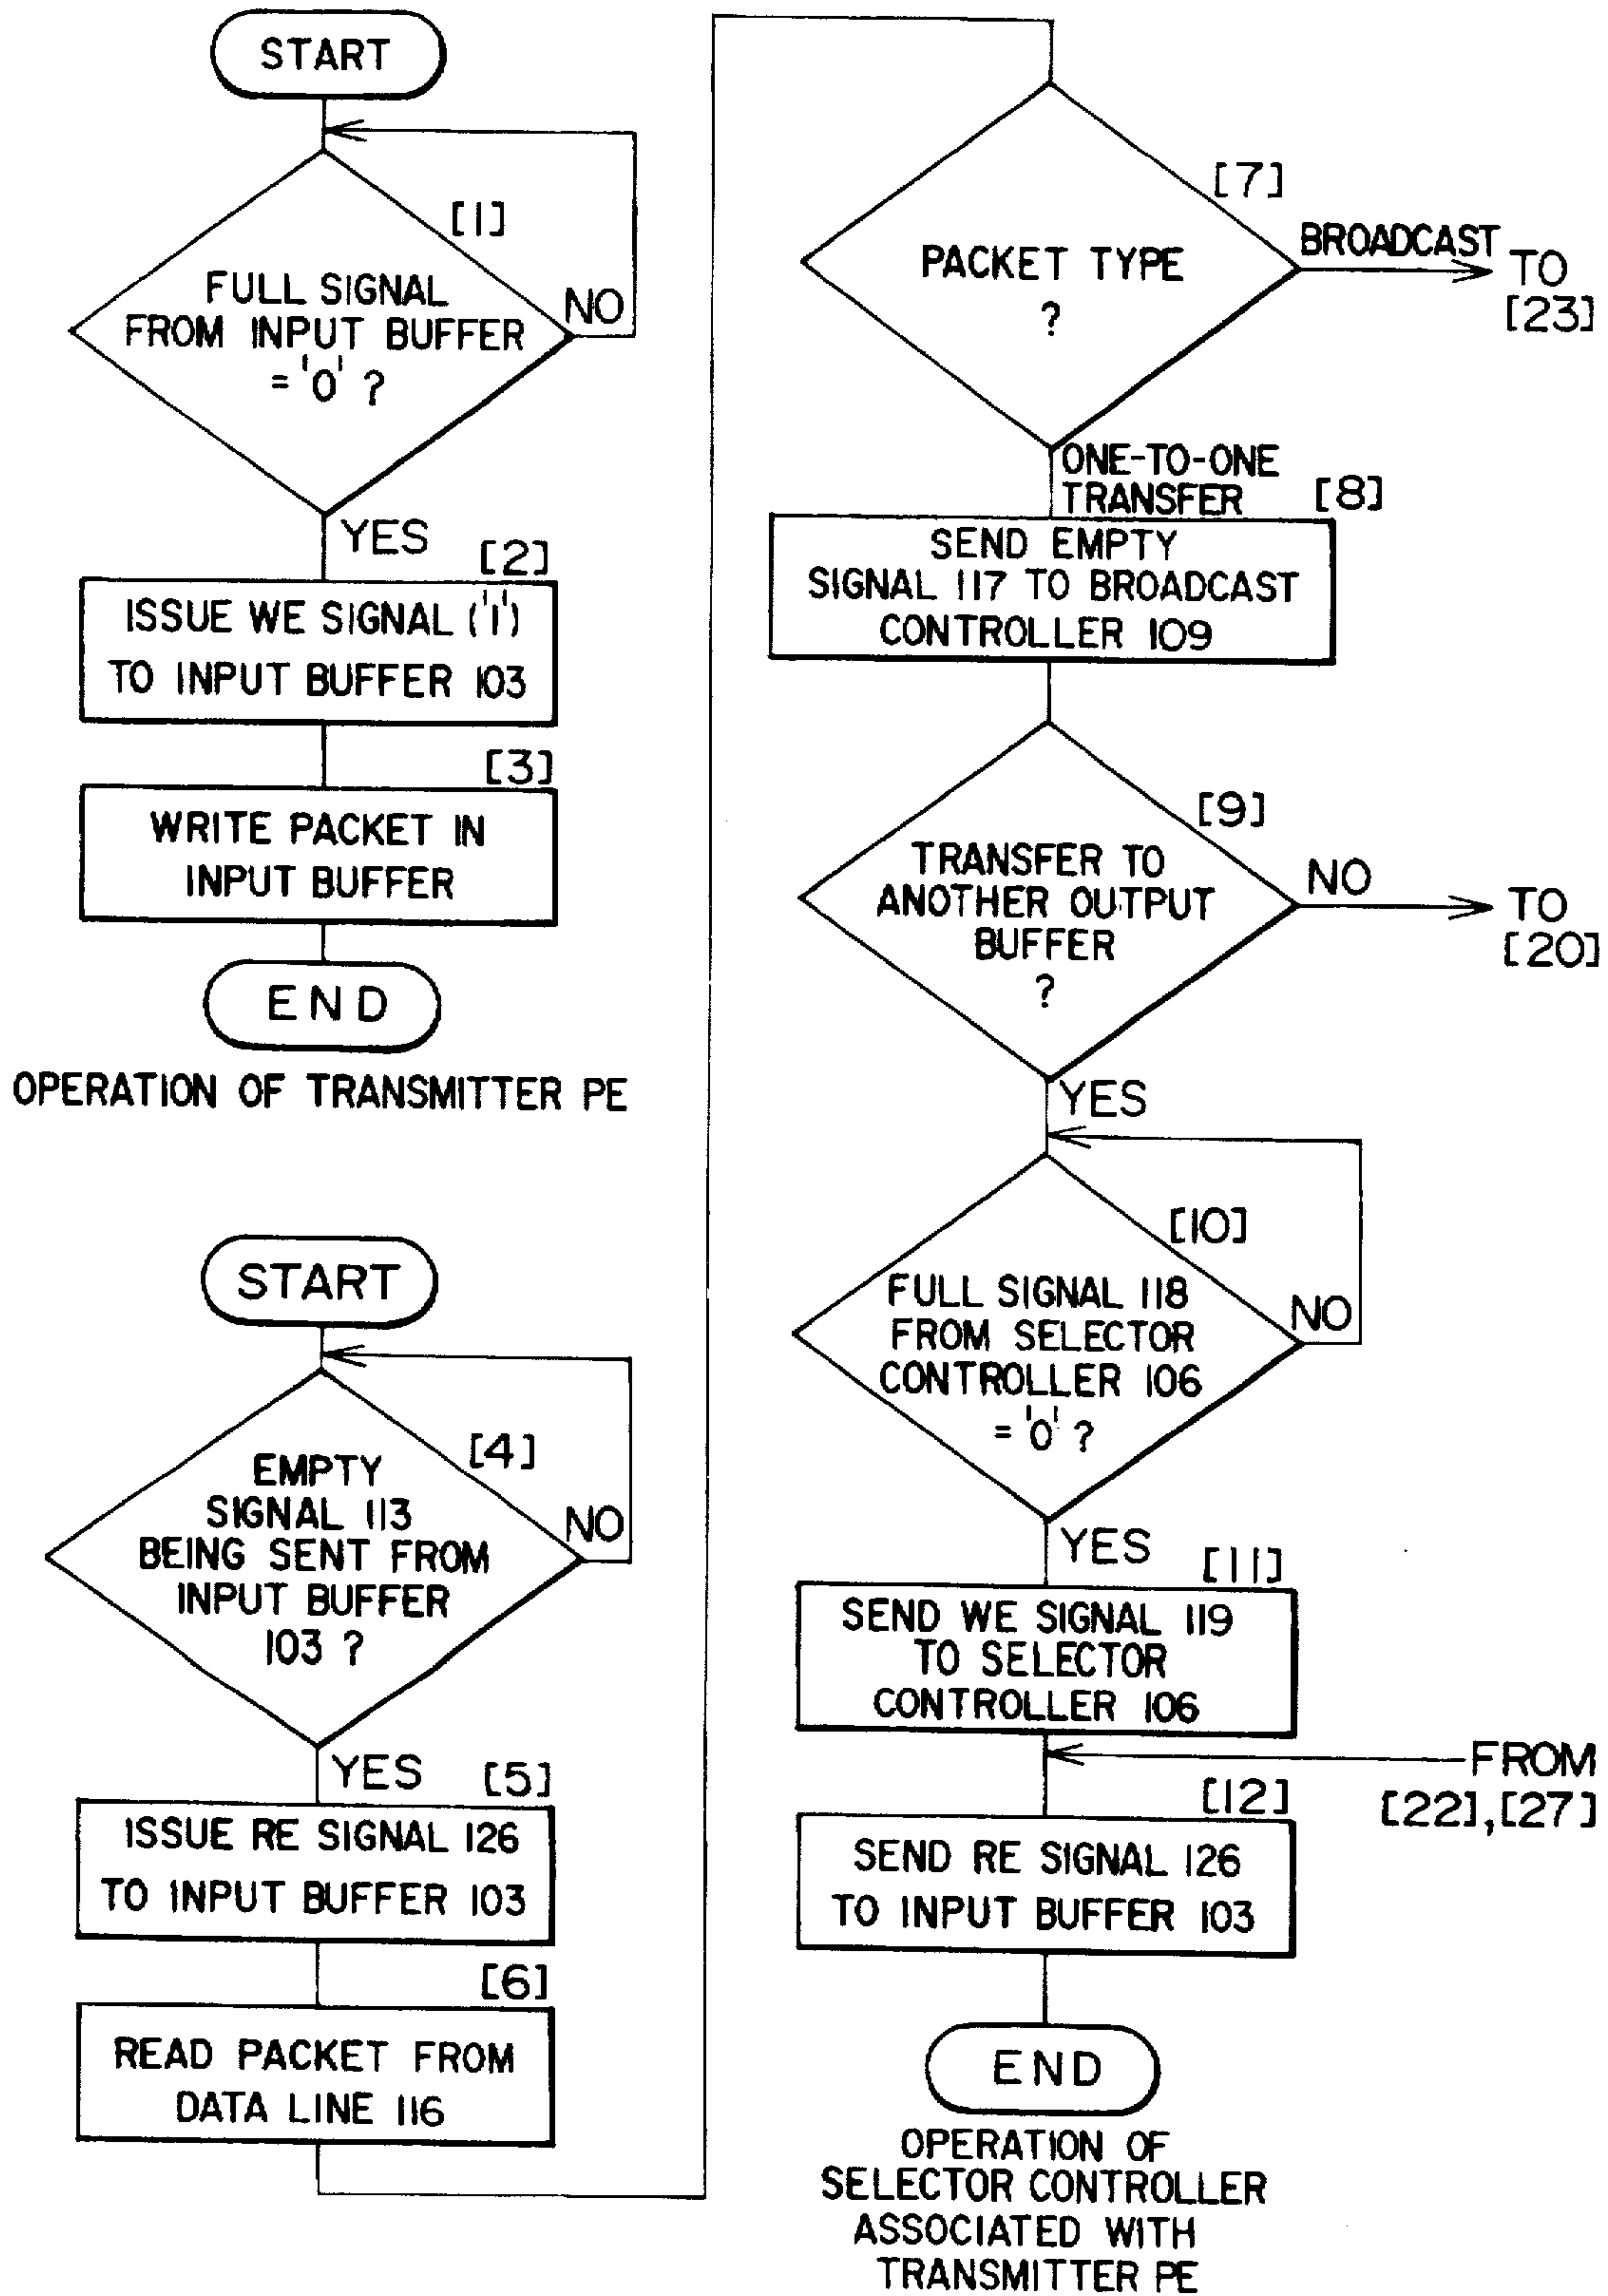 START
[1]
FULL SIGNAL
FROM INPUT BUFFER
= '0' ?
NO
YES
[2]
ISSUE WE SIGNAL ('1')
TO INPUT BUFFER 103
[3]
WRITE PACKET IN
INPUT BUFFER
END
OPERATION OF TRANSMITTER PE
START
[4]
EMPTY
SIGNAL 113
BEING SENT FROM
INPUT BUFFER
103 ?
NO
YES
[5]
ISSUE RE SIGNAL 126
TO INPUT BUFFER 103
[6]
READ PACKET FROM
DATA LINE 116
[7]
PACKET TYPE
?
BROADCAST
TO
[23]
ONE-TO-ONE
TRANSFER
[8]
SEND EMPTY
SIGNAL 117 TO BROADCAST
CONTROLLER 109
[9]
TRANSFER TO
ANOTHER OUTPUT
BUFFER
?
NO
TO
[20]
YES
[10]
FULL SIGNAL 118
FROM SELECTOR
CONTROLLER 106
= '0' ?
NO
YES
[11]
SEND WE SIGNAL 119
TO SELECTOR
CONTROLLER 106
FROM
[22],[27]
[12]
SEND RE SIGNAL 126
TO INPUT BUFFER 103
END
OPERATION OF
SELECTOR CONTROLLER
ASSOCIATED WITH
TRANSMITTER PE